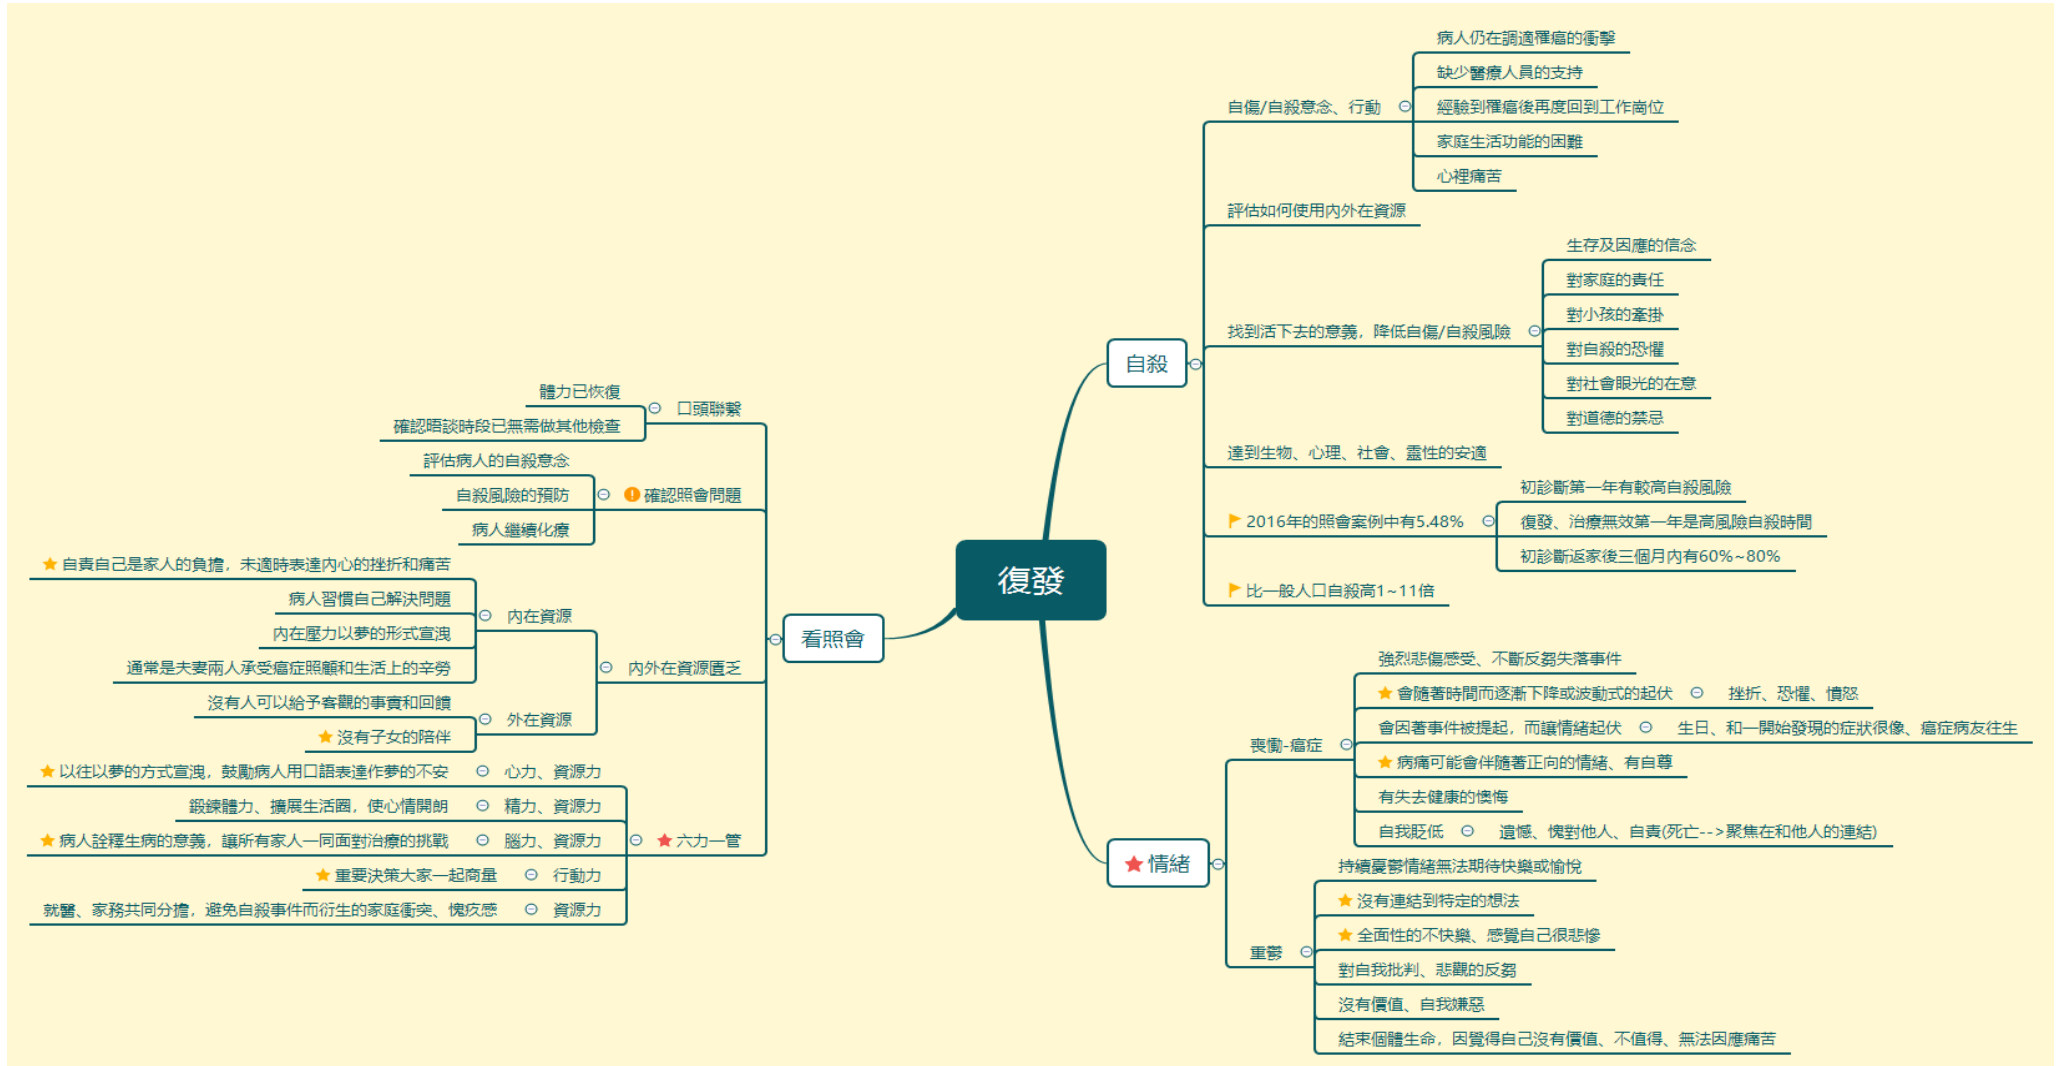 復發
自殺
自傷/自殺意念、行動
病人仍在調適罹癌的衝擊
缺少醫療人員的支持
經驗到罹癌後再度回到工作崗位
家庭生活功能的困難
心裡痛苦
評估如何使用內外在資源
找到活下去的意義，降低自傷/自殺風險
生存及因應的信念
對家庭的責任
對小孩的牽掛
對自殺的恐懼
對社會眼光的在意
對道德的禁忌
達到生物、心理、社會、靈性的安適
2016年的照會案例中有5.48%
初診斷第一年有較高自殺風險
復發、治療無效第一年是高風險自殺時間
初診斷返家後三個月內有60%~80%
比一般人口自殺高1~11倍
情緒
喪慟-癌症
強烈悲傷感受、不斷反芻失落事件
會隨著時間而逐漸下降或波動式的起伏
挫折、恐懼、憤怒
會因著事件被提起，而讓情緒起伏
生日、和一開始發現的症狀很像、癌症病友往生
病痛可能會伴隨著正向的情緒、有自尊
有失去健康的懊悔
自我貶低
遺憾、愧對他人、自責(死亡-->聚焦在和他人的連結)
重鬱
持續憂鬱情緒無法期待快樂或愉悅
沒有連結到特定的想法
全面性的不快樂、感覺自己很悲慘
對自我批判、悲觀的反芻
沒有價值、自我嫌惡
結束個體生命，因覺得自己沒有價值、不值得、無法因應痛苦
看照會
口頭聯繫
體力已恢復
確認晤談時段已無需做其他檢查
確認照會問題
評估病人的自殺意念
自殺風險的預防
病人繼續化療
內外在資源匱乏
內在資源
自責自己是家人的負擔，未適時表達內心的挫折和痛苦
病人習慣自己解決問題
內在壓力以夢的形式宣洩
通常是夫妻兩人承受癌症照顧和生活上的辛勞
外在資源
沒有人可以給予客觀的事實和回饋
沒有子女的陪伴
六力一管
心力、資源力
以往以夢的方式宣洩，鼓勵病人用口語表達作夢的不安
精力、資源力
鍛鍊體力、擴展生活圈，使心情開朗
腦力、資源力
病人詮釋生病的意義，讓所有家人一同面對治療的挑戰
行動力
重要決策大家一起商量
資源力
就醫、家務共同分擔，避免自殺事件而衍生的家庭衝突、愧疚感